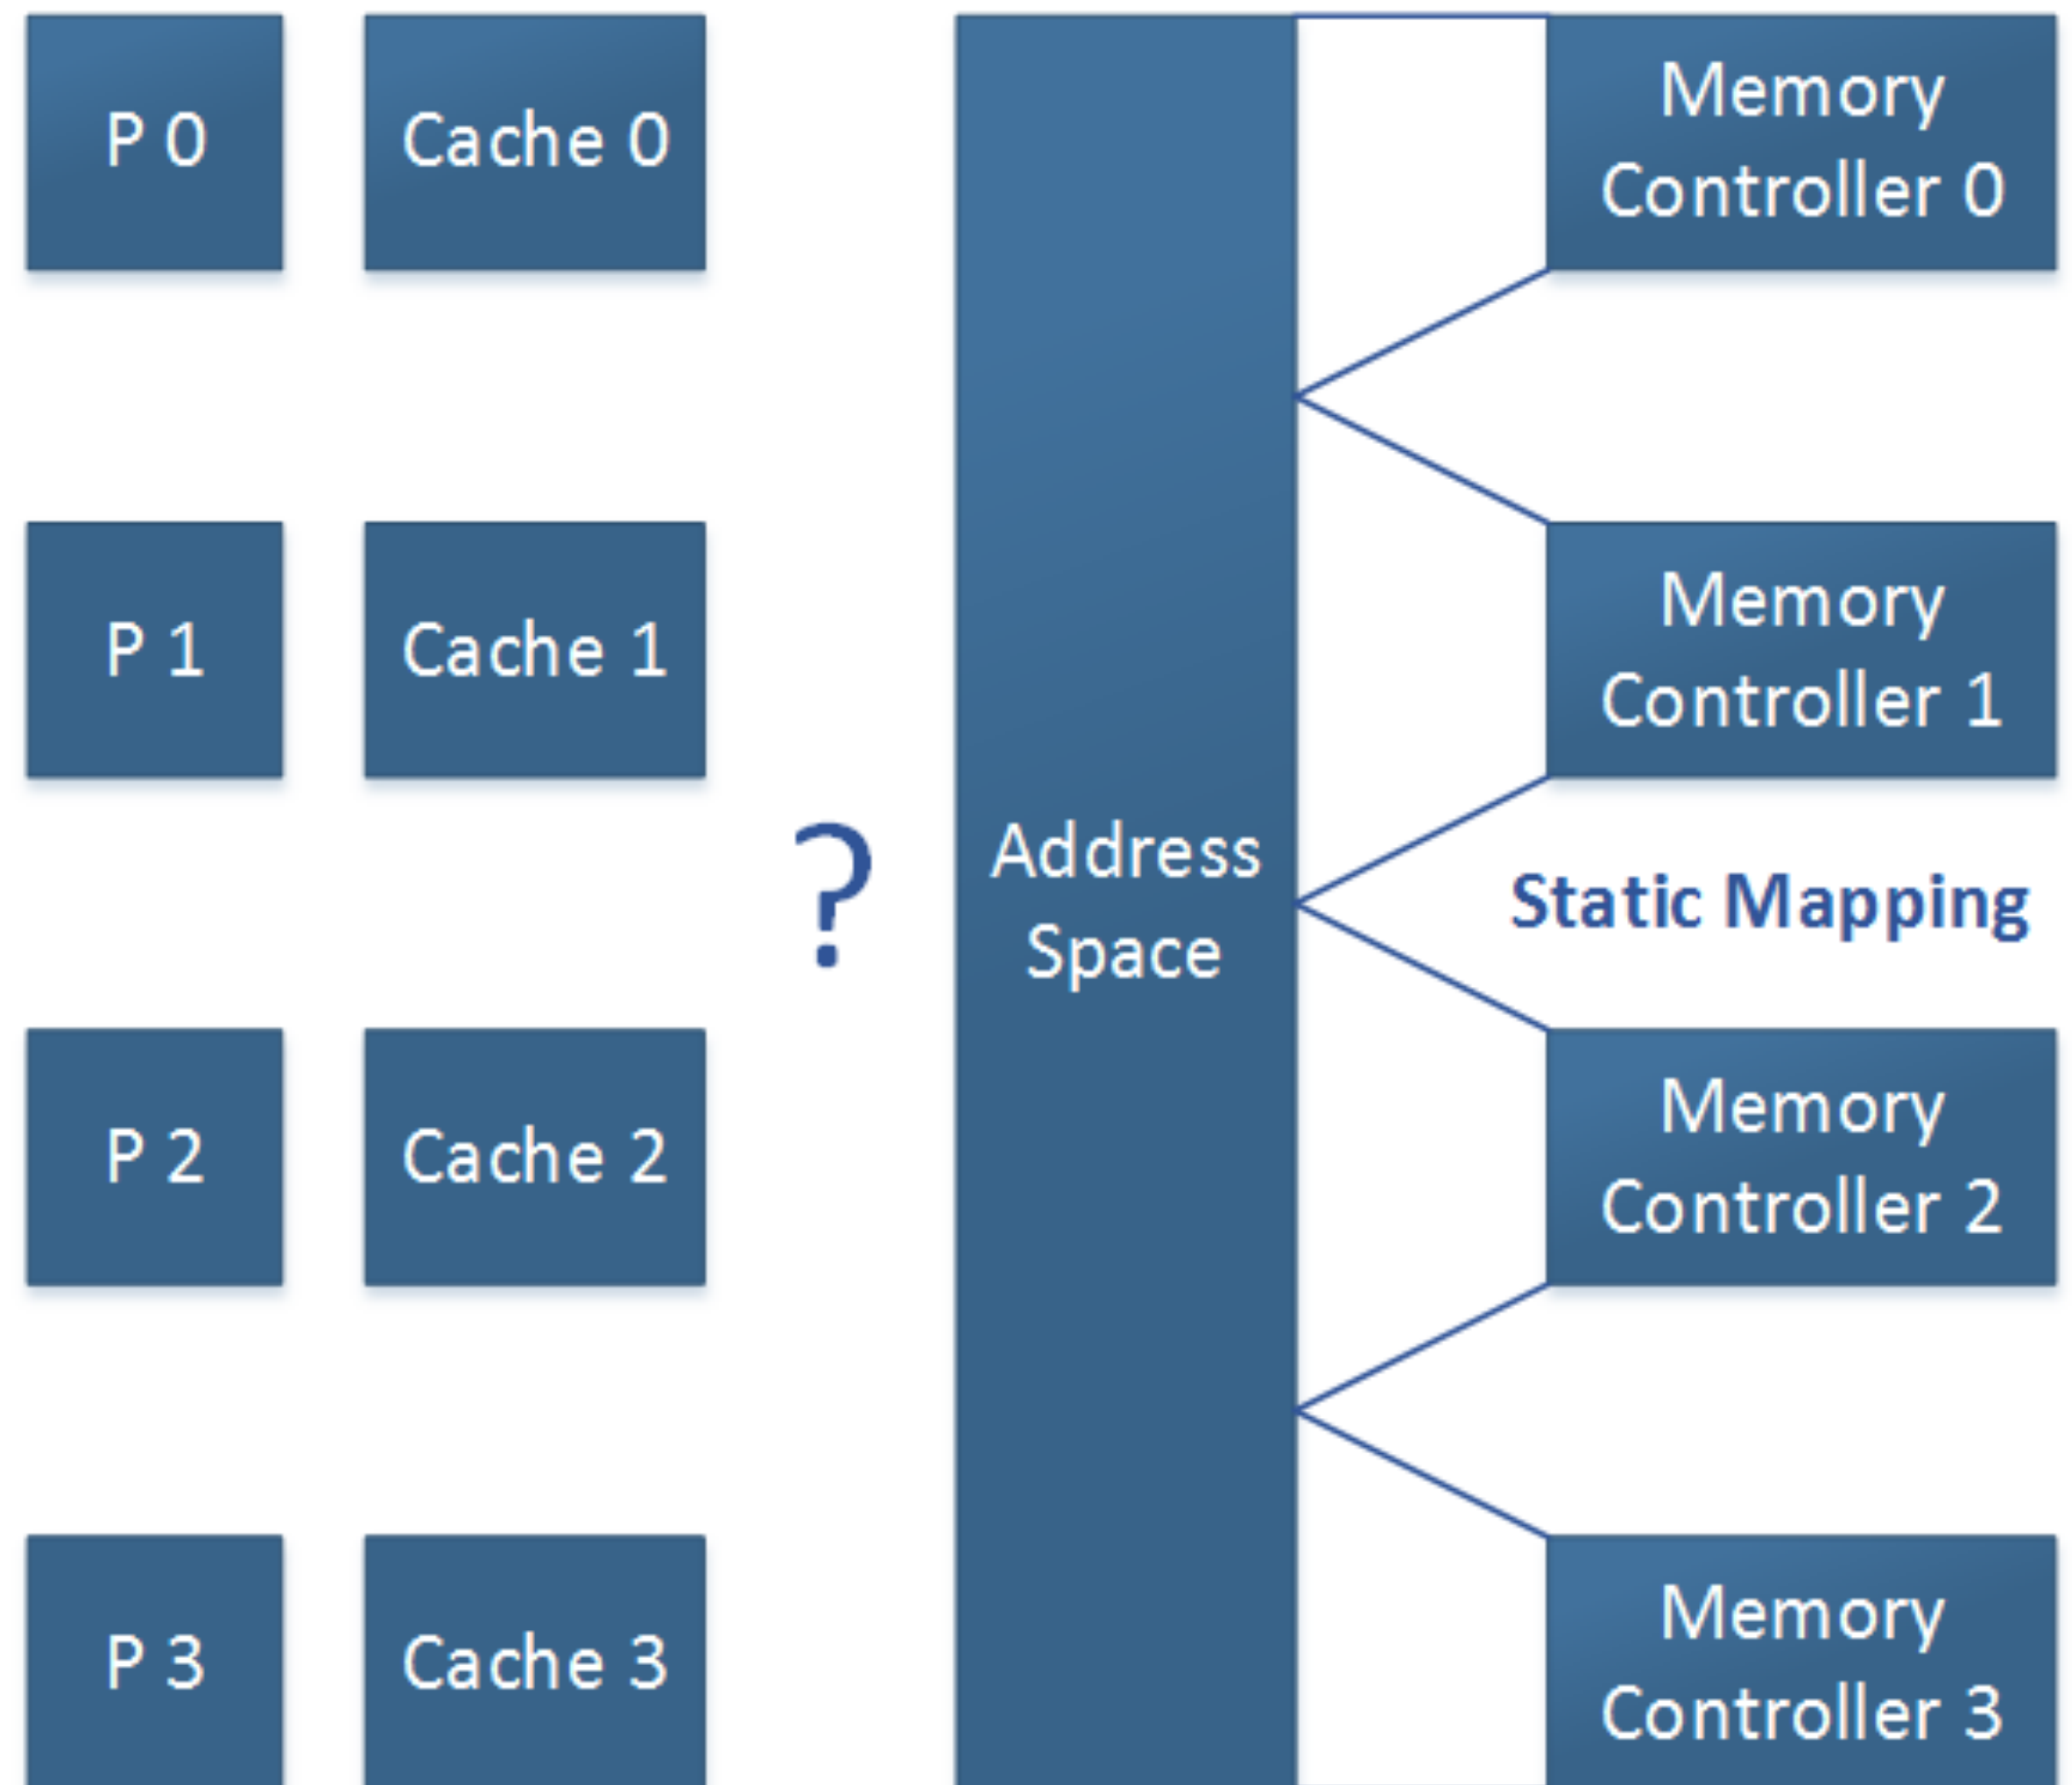 P 0
Cache 0
Memory
Controller 0
P 1
Cache 1
Memory
Controller 1
?
Address
Space
Static Mapping
P 2
Cache 2
Memory
Controller 2
P 3
Cache 3
Memory
Controller 3